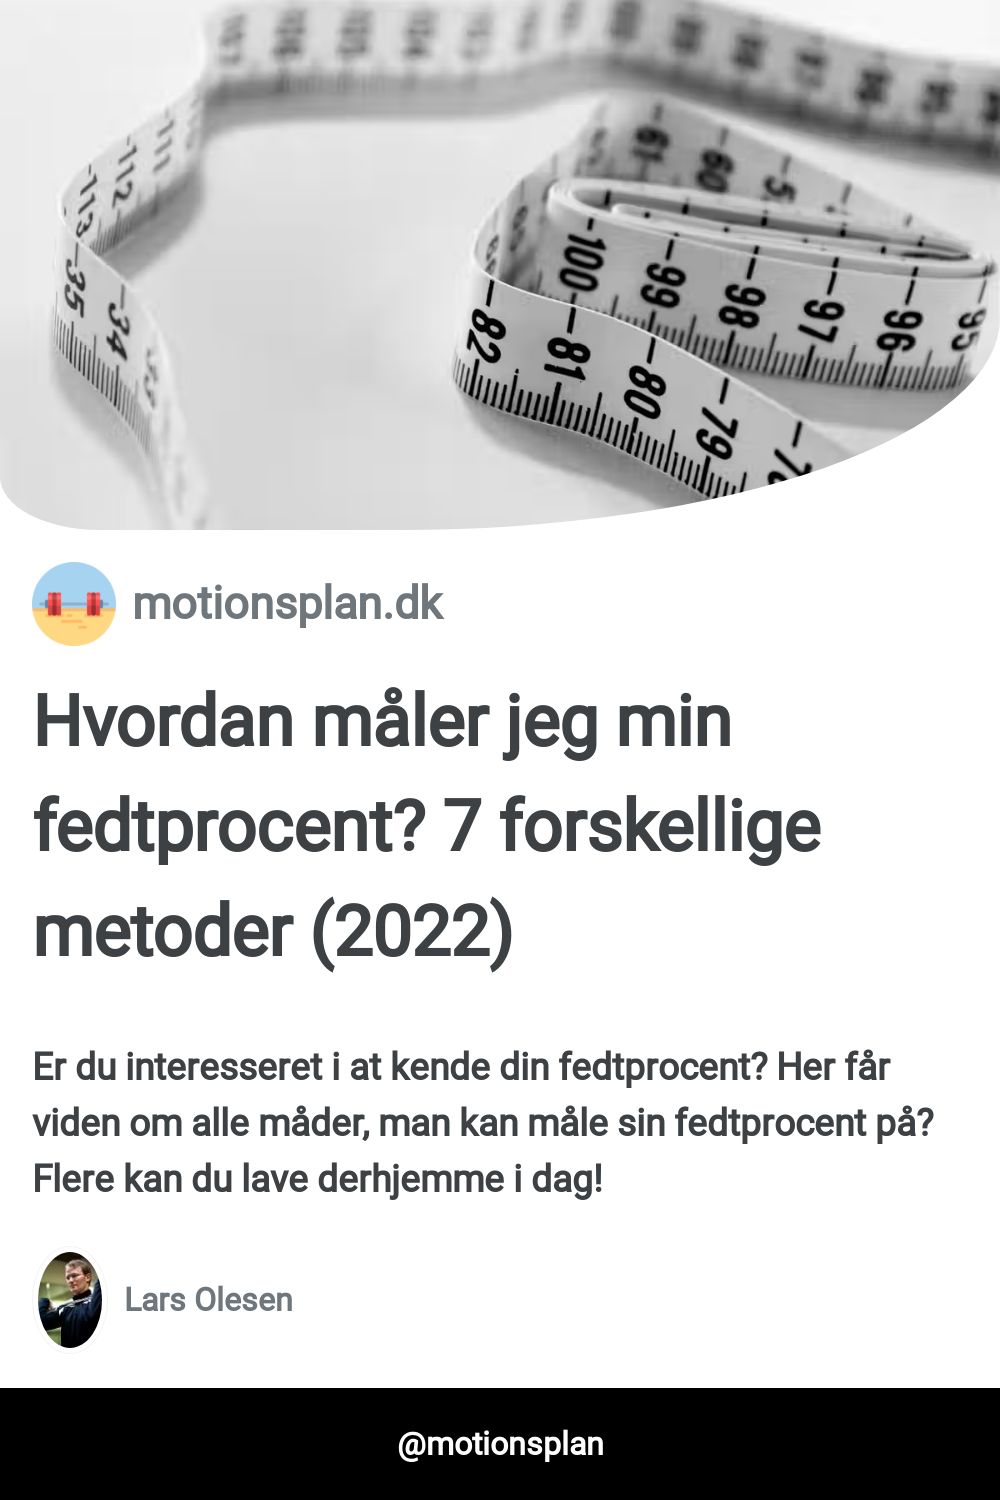 113
112
111
35
34
61
60
100
99
98
97
96
95
82
81
80
79
motionsplan.dk
Hvordan måler jeg min
fedtprocent? 7 forskellige
metoder (2022)
Er du interesseret i at kende din fedtprocent? Her får
viden om alle måder, man kan måle sin fedtprocent på?
Flere kan du lave derhjemme i dag!
Lars Olesen
@motionsplan